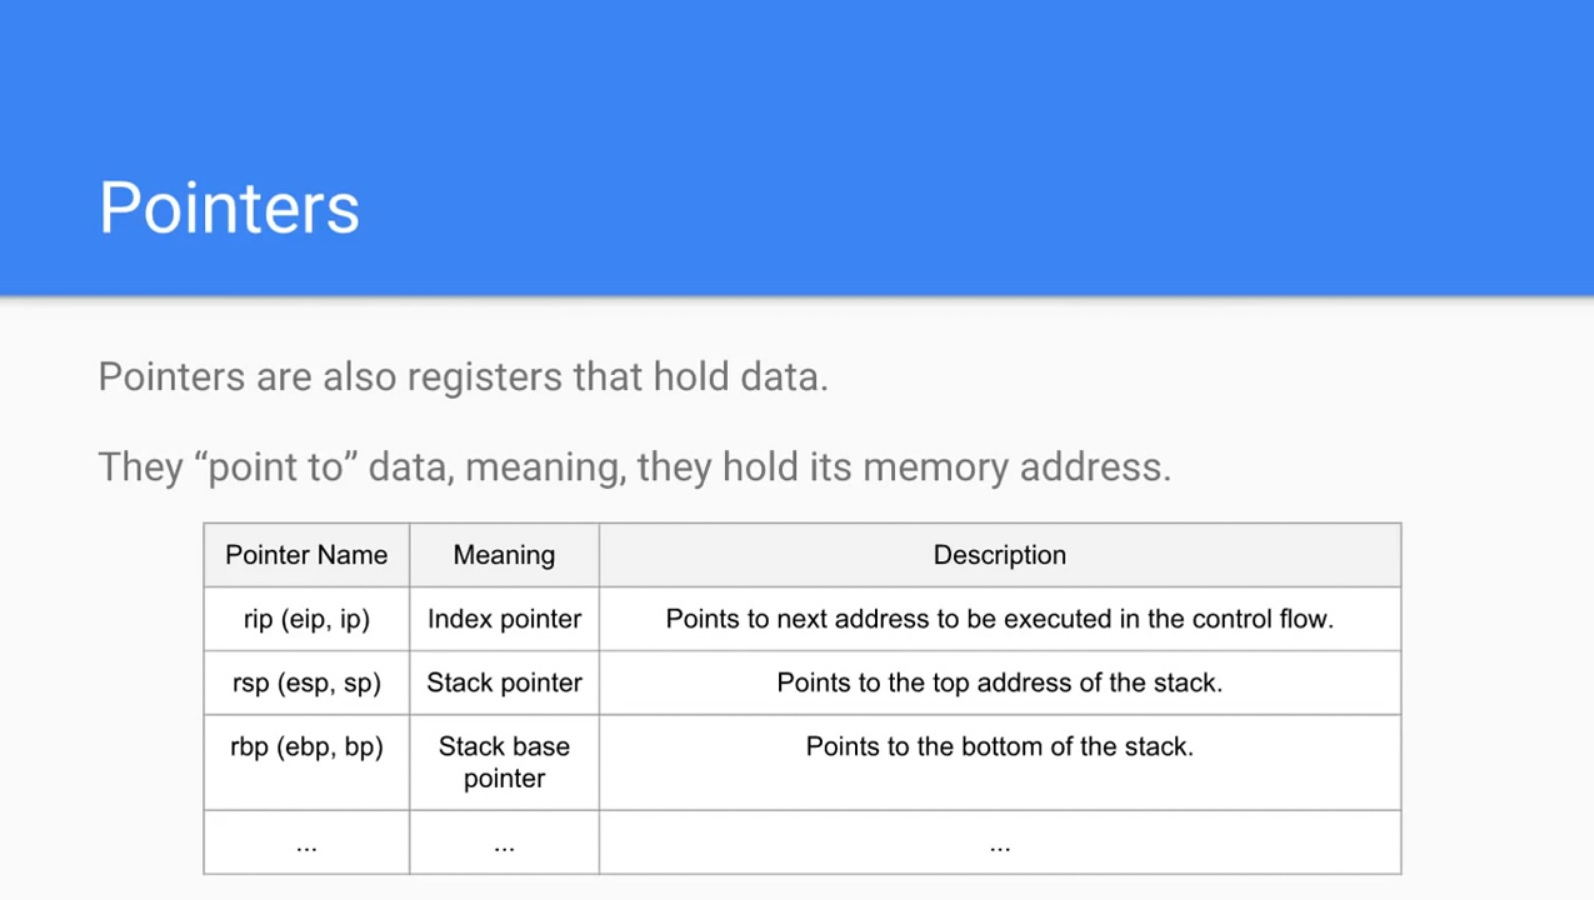 Pointers
Pointers are also registers that hold data.
They “point to” data, meaning, they hold its memory address.
Pointer Name Meaning Description
rip (eip, ip) Index pointer Points to next address to be executed in the control flow.
rsp (esp, sp) Stack pointer Points to the top address of the stack.
rbp (ebp, bp) Stack base Points to the bottom of the stack.
pointer
... ... ...